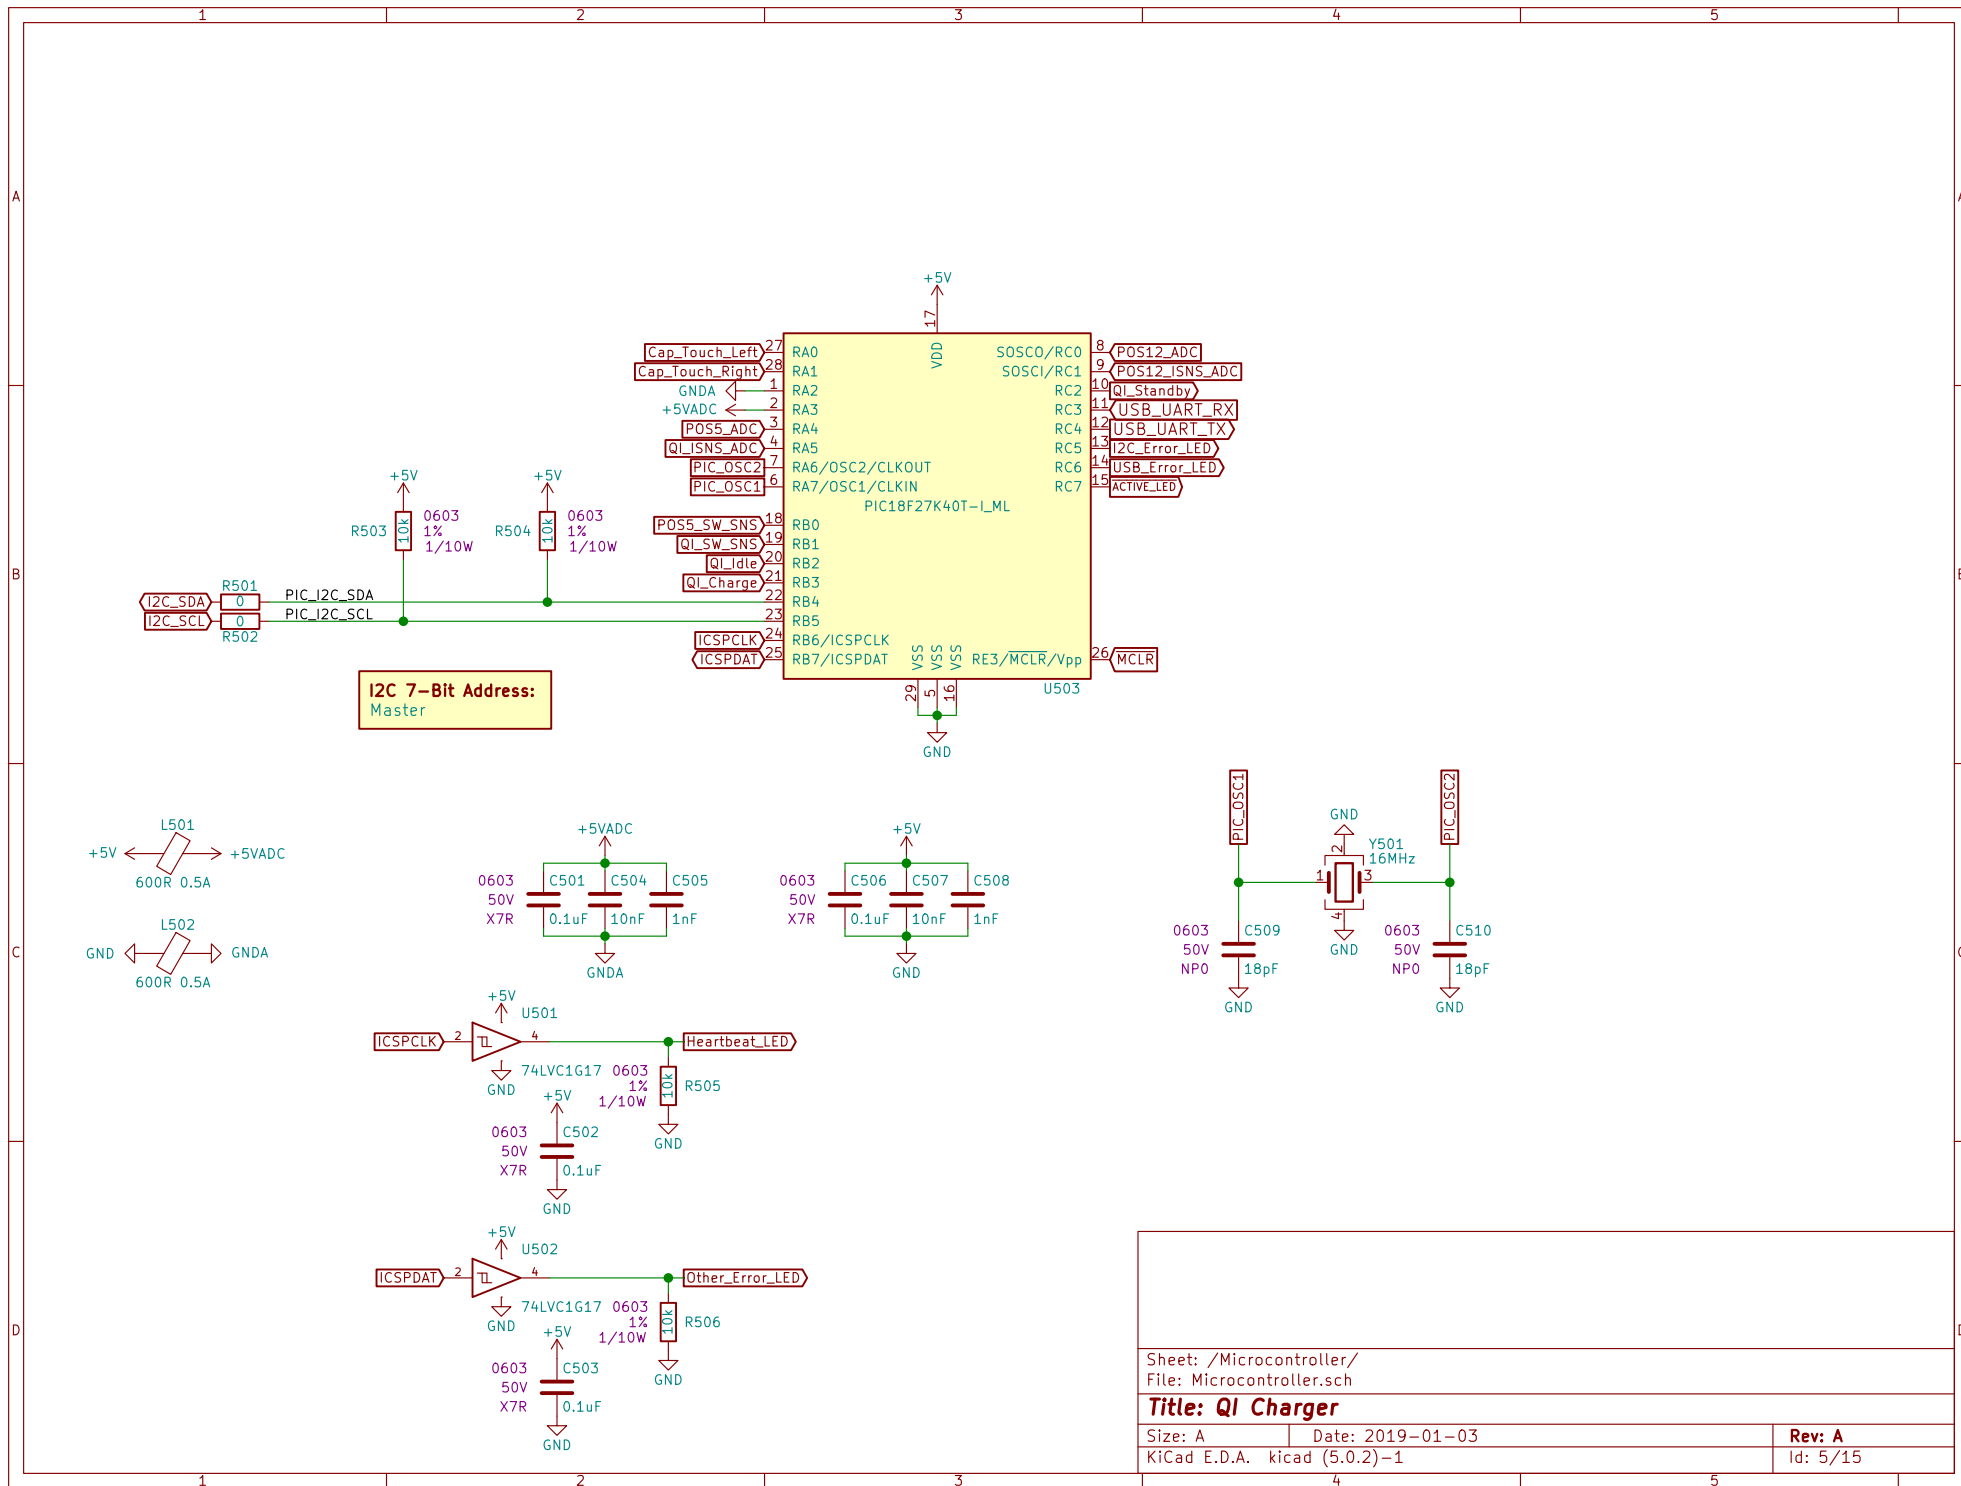 1 2 3 4 5
A
B
C
D
+5V
17
VDD
Cap_Touch_Left 27 RA0
Cap_Touch_Right 28 RA1
GNDA 1 RA2
+5VADC 2 RA3
POS5_ADC 3 RA4
QI_ISNS_ADC 4 RA5
PIC_OSC2 7 RA6/OSC2/CLKOUT
PIC_OSC1 6 RA7/OSC1/CLKIN
PIC18F27K40T-I_ML
POS5_SW_SNS 18 RB0
QI_SW_SNS 19 RB1
QI_Idle 20 RB2
QI_Charge 21 RB3
22 RB4
23 RB5
ICSPCLK 24 RB6/ICSPCLK
ICSPDAT 25 RB7/ICSPDAT
SOSCO/RC0 8 POS12_ADC
SOSCI/RC1 9 POS12_ISNS_ADC
RC2 10 QI_Standby
RC3 11 USB_UART_RX
RC4 12 USB_UART_TX
RC5 13 I2C_Error_LED
RC6 14 USB_Error_LED
RC7 15 ACTIVE_LED
RE3/MCLR/Vpp 26 MCLR
VSS VSS VSS
29 5 16
U503
GND
+5V
R503 10k
0603
1%
1/10W
+5V
R504 10k
0603
1%
1/10W
R501
I2C_SDA 0 PIC_I2C_SDA
I2C_SCL 0 PIC_I2C_SCL
R502
I2C 7-Bit Address:
Master
L501
+5V +5VADC
600R 0.5A
L502
GND GNDA
600R 0.5A
+5VADC
0603 C501 C504 C505
50V
X7R 0.1uF 10nF 1nF
GNDA
+5V
0603 C506 C507 C508
50V
X7R 0.1uF 10nF 1nF
GND
PIC_OSC1
PIC_OSC2
GND
2
Y501
16MHz
1 3
4
GND
0603 C509
50V
NP0 18pF
GND
0603 C510
50V
NP0 18pF
GND
+5V
U501
ICSPCLK 2 4 Heartbeat_LED
GND
74LVC1G17
0603
1%
1/10W
10k R505
GND
+5V
0603 C502
50V
X7R 0.1uF
GND
+5V
U502
ICSPDAT 2 4 Other_Error_LED
GND
74LVC1G17
0603
1%
1/10W
10k R506
GND
+5V
0603 C503
50V
X7R 0.1uF
GND
Sheet: /Microcontroller/
File: Microcontroller.sch
Title: QI Charger
Size: A Date: 2019-01-03 Rev: A
KiCad E.D.A. kicad (5.0.2)-1 Id: 5/15
1 2 3 4 5